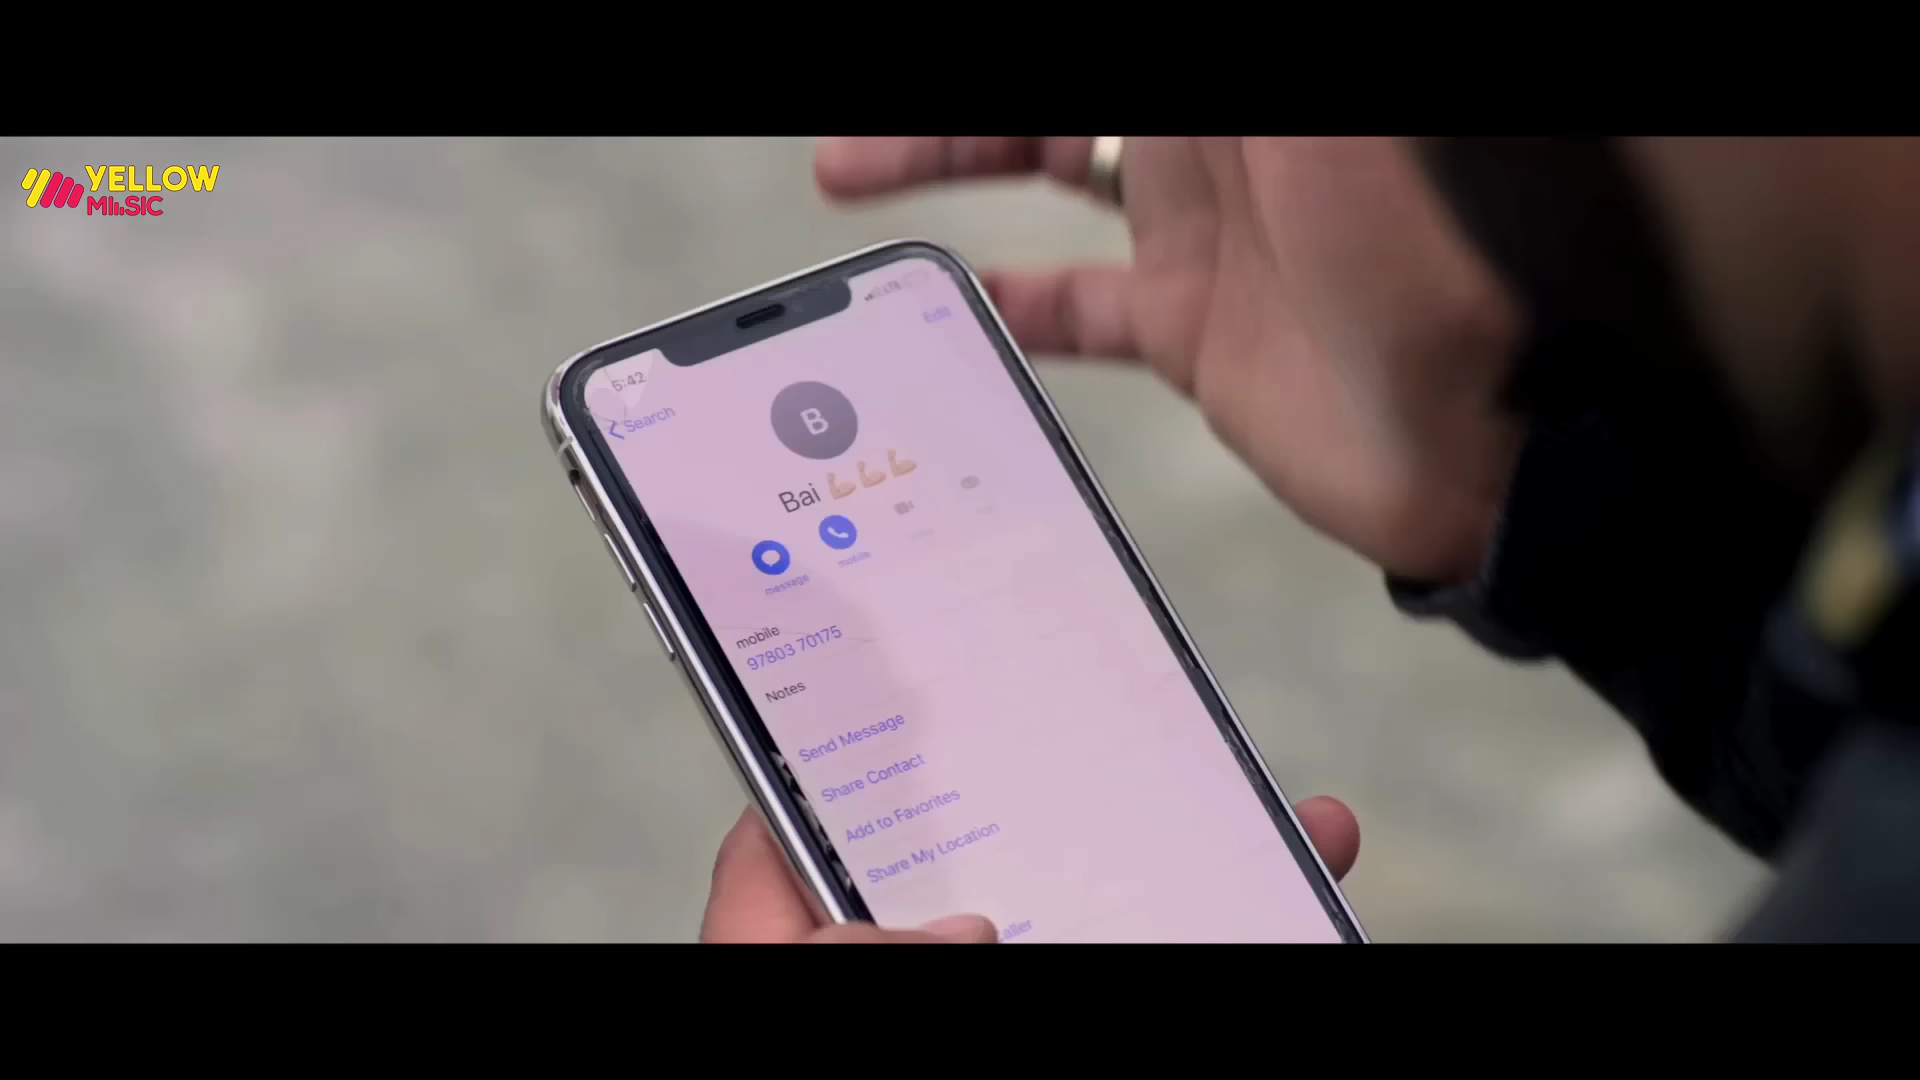 YELLOW
MUSIC
5:42
LTE
Search
Edit
B
Bai 💪🏻💪🏻💪🏻
message
mobile
mobile
97803 70175
Notes
Send Message
Share Contact
Add to Favorites
Share My Location